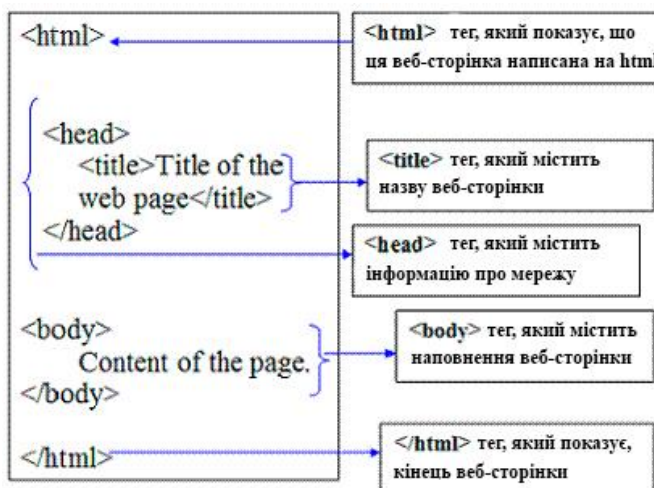 <html>
<head>
<title>Title of the
web page</title>
</head>
<body>
Content of the page.
</body>
</html>
<html> тег, який показує, що
ця веб-сторінка написана на html
<title> тег, який містить
назву веб-сторінки
<head> тег, який містить
інформацію про мережу
<body> тег, який містить
наповнення веб-сторінки
</html> тег, який показує,
кінець веб-сторінки